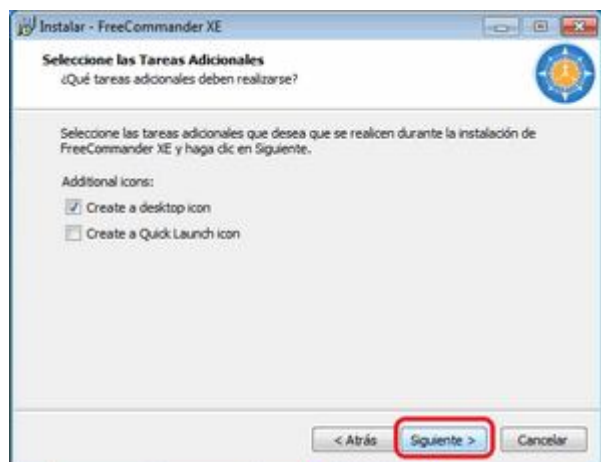 Instalar - FreeCommander XE
Seleccione las Tareas Adicionales
¿Qué tareas adicionales deben realizarse?
Seleccione las tareas adicionales que desea que se realicen durante la instalación de
FreeCommander XE y haga clic en Siguiente.
Additional icons:
Create a desktop icon
Create a Quick Launch icon
< Atrás Siguiente > Cancelar